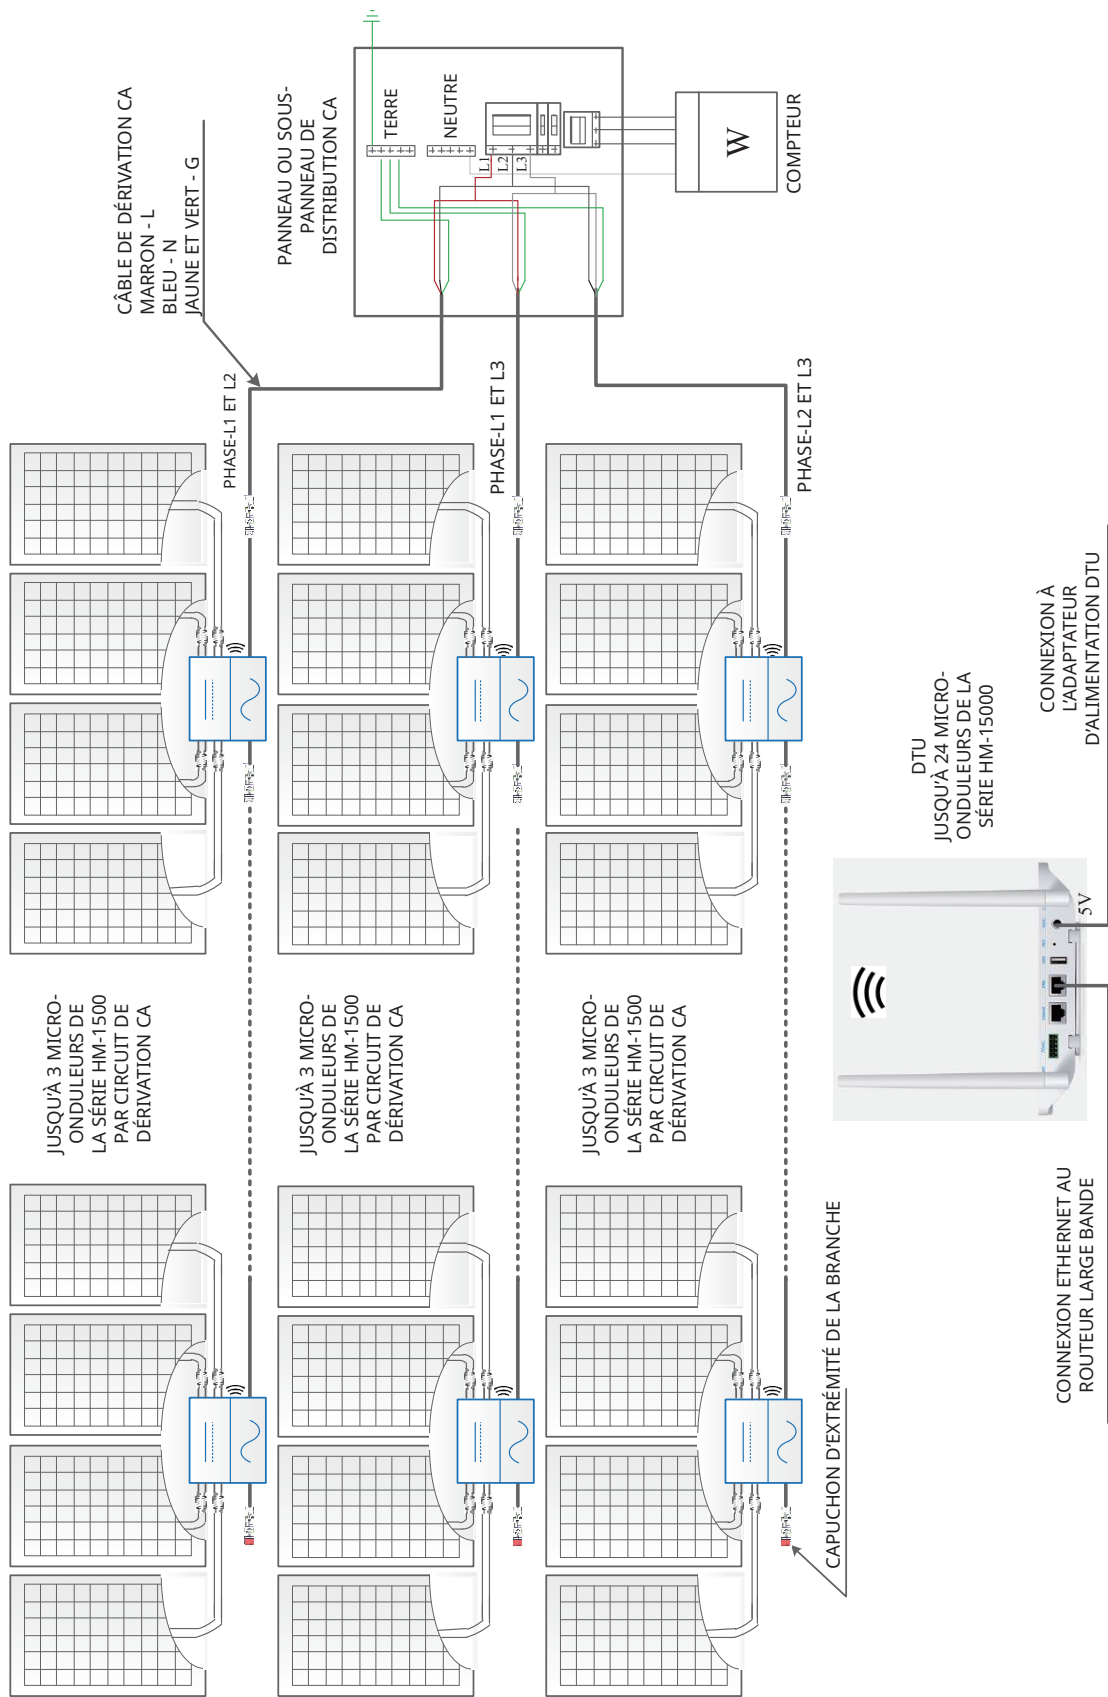 CÂBLE DE DÉRIVATION CA
MARRON - L
BLEU - N
JAUNE ET VERT - G
PANNEAU OU SOUS-
PANNEAU DE
DISTRIBUTION CA
TERRE
NEUTRE
L1
L2
L3
W
COMPTEUR
PHASE-L1 ET L2
PHASE-L1 ET L3
PHASE-L2 ET L3
JUSQU'À 3 MICRO-
ONDULEURS DE
LA SÉRIE HM-1500
PAR CIRCUIT DE
DÉRIVATION CA
JUSQU'À 3 MICRO-
ONDULEURS DE
LA SÉRIE HM-1500
PAR CIRCUIT DE
DÉRIVATION CA
JUSQU'À 3 MICRO-
ONDULEURS DE
LA SÉRIE HM-1500
PAR CIRCUIT DE
DÉRIVATION CA
CAPUCHON D'EXTRÉMITÉ DE LA BRANCHE
DTU
JUSQU'À 24 MICRO-
ONDULEURS DE LA
SÉRIE HM-15000
5V
CONNEXION À
L'ADAPTATEUR
D'ALIMENTATION DTU
CONNEXION ETHERNET AU
ROUTEUR LARGE BANDE